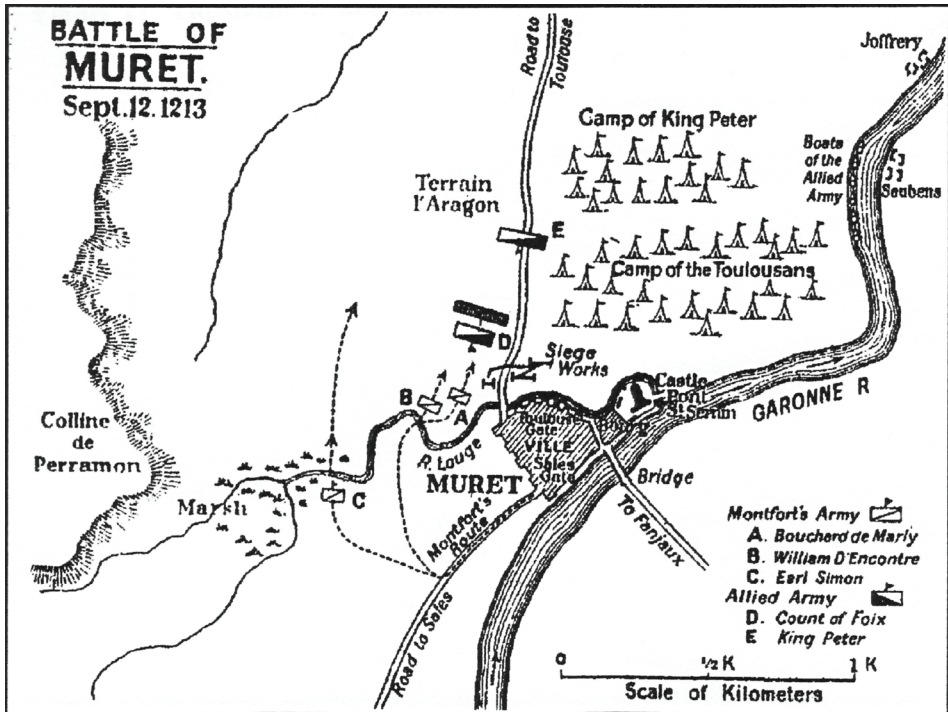 BATTLE OF
MURET.
Sept. 12. 1213
Road to
Toulouse
Joffrery
Camp of King Peter
Boats
of the
Allied
Army
Saubens
Terrain
l'Aragon
E
Camp of the Toulousans
D
Siege
Works
B
A
Castle
Pont
St Sernin
GARONNE R
Colline
de
Perramon
Toulouse
Gate
Bourg
VILLE
Sales
Gate
R. Louge
MURET
Bridge
Marsh
C
Montfort's
Route
To Fanjaux
Road to Sales
Montfort's Army
A. Bouchard de Marly
B. William D'Encontre
C. Earl Simon
Allied Army
D. Count of Foix
E King Peter
0 1/2 K 1 K
Scale of Kilometers